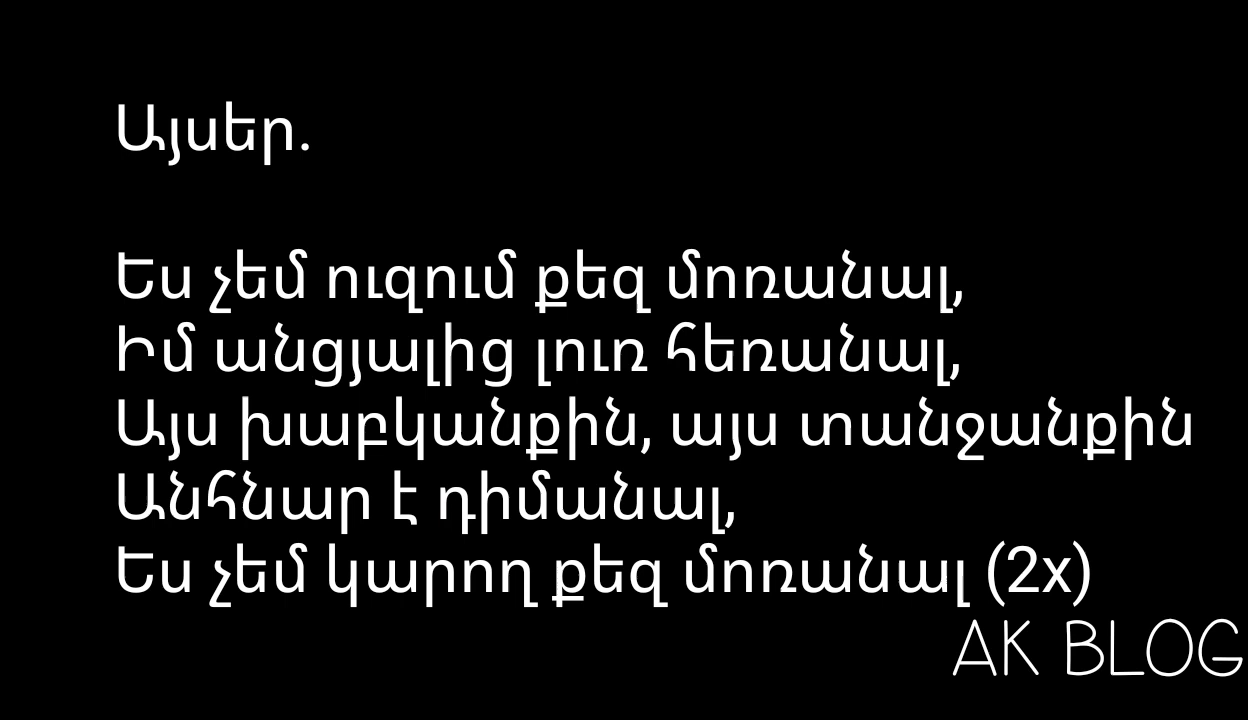 Այսեր.
Ես չեմ ուզում քեզ մոռանալ,
Իմ անցյալից լուռ հեռանալ,
Այս խաբկանքին, այս տանջանքին
Անհնար է դիմանալ,
Ես չեմ կարող քեզ մոռանալ (2x)
AK BLOG